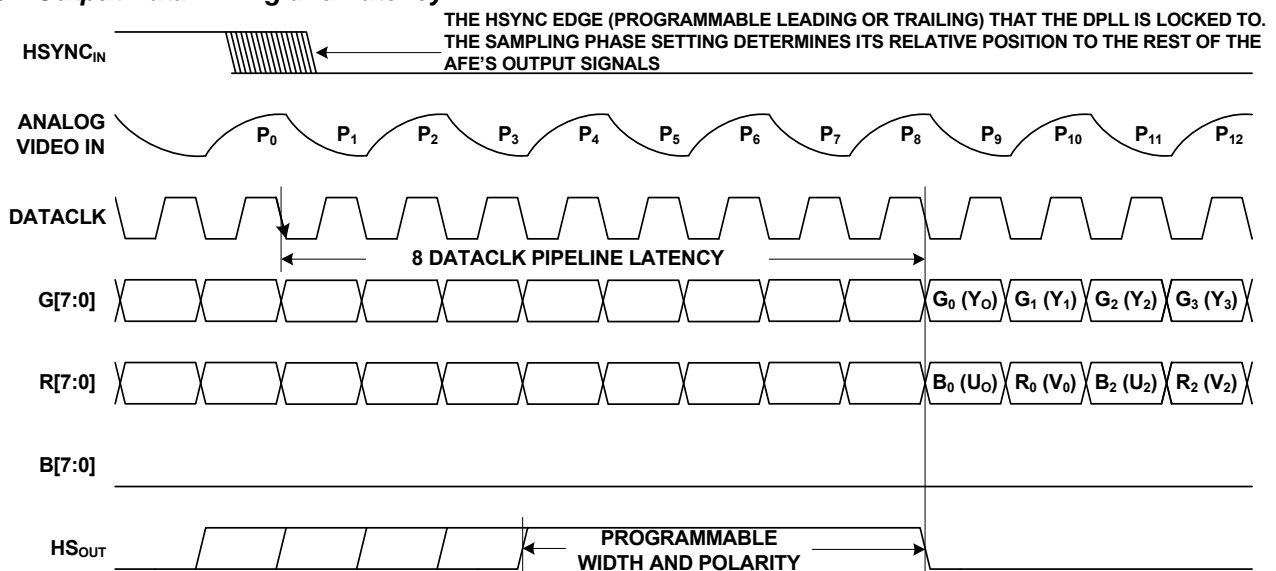 THE HSYNC EDGE (PROGRAMMABLE LEADING OR TRAILING) THAT THE DPLL IS LOCKED TO.
THE SAMPLING PHASE SETTING DETERMINES ITS RELATIVE POSITION TO THE REST OF THE
AFE'S OUTPUT SIGNALS
HSYNCIN
ANALOG
VIDEO IN
P0 P1 P2 P3 P4 P5 P6 P7 P8 P9 P10 P11 P12
DATACLK
8 DATACLK PIPELINE LATENCY
G[7:0]
G0 (YO) G1 (Y1) G2 (Y2) G3 (Y3)
R[7:0]
B0 (UO) R0 (V0) B2 (U2) R2 (V2)
B[7:0]
HSOUT
PROGRAMMABLE
WIDTH AND POLARITY